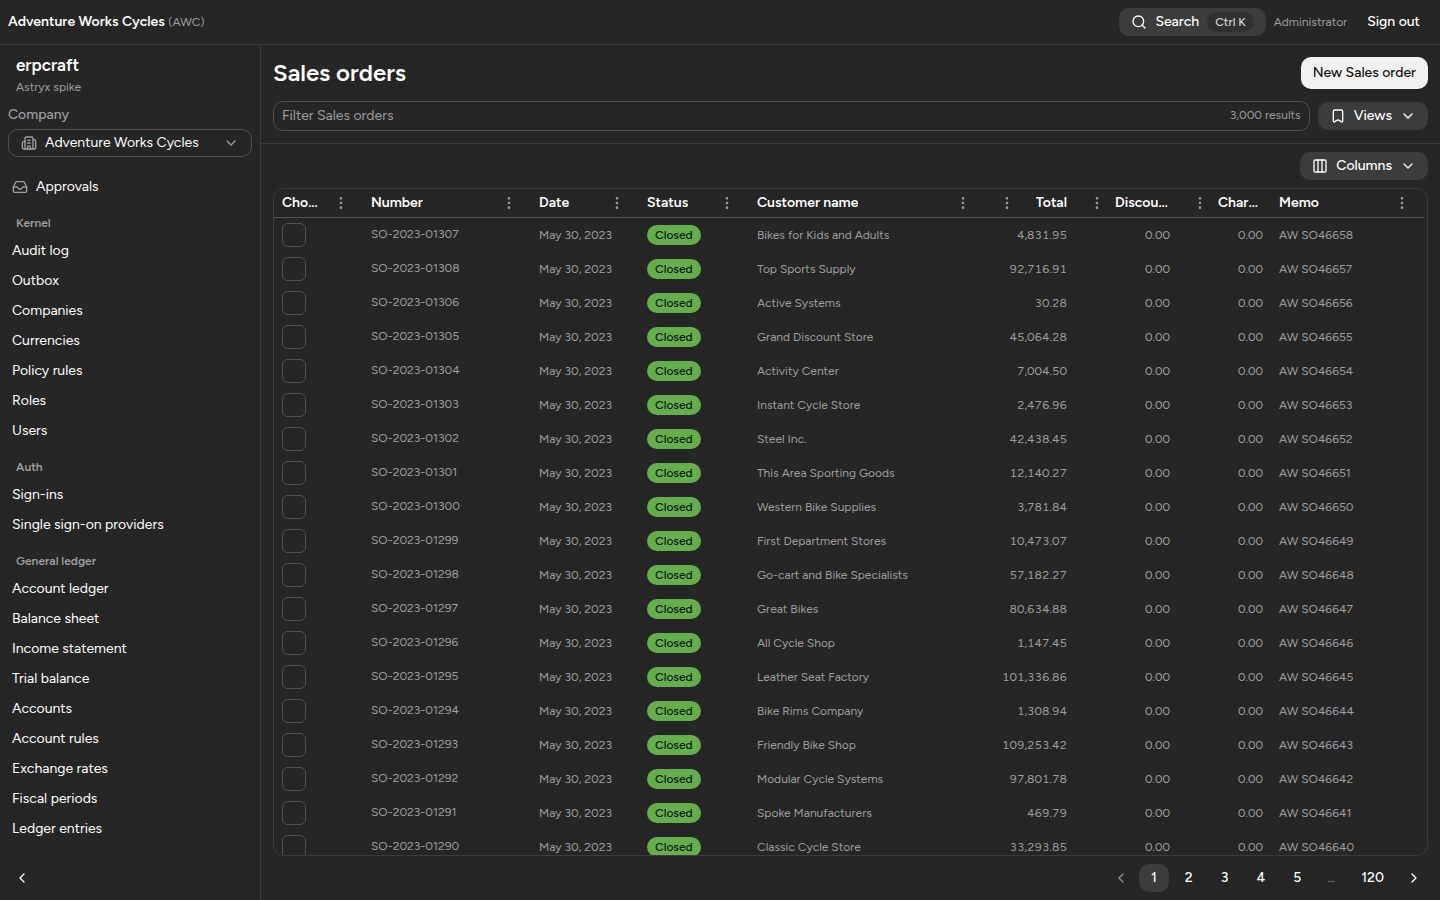 Adventure Works Cycles (AWC)
Search Ctrl K Administrator Sign out
erpcraft
Astryx spike
Company
Adventure Works Cycles
Approvals
Kernel
Audit log
Outbox
Companies
Currencies
Policy rules
Roles
Users
Auth
Sign-ins
Single sign-on providers
General ledger
Account ledger
Balance sheet
Income statement
Trial balance
Accounts
Account rules
Exchange rates
Fiscal periods
Ledger entries
Sales orders
New Sales order
Filter Sales orders 3,000 results
Views
Columns
Cho... Number Date Status Customer name Total Discou... Char... Memo
SO-2023-01307 May 30, 2023 Closed Bikes for Kids and Adults 4,831.95 0.00 0.00 AW SO46658
SO-2023-01308 May 30, 2023 Closed Top Sports Supply 92,716.91 0.00 0.00 AW SO46657
SO-2023-01306 May 30, 2023 Closed Active Systems 30.28 0.00 0.00 AW SO46656
SO-2023-01305 May 30, 2023 Closed Grand Discount Store 45,064.28 0.00 0.00 AW SO46655
SO-2023-01304 May 30, 2023 Closed Activity Center 7,004.50 0.00 0.00 AW SO46654
SO-2023-01303 May 30, 2023 Closed Instant Cycle Store 2,476.96 0.00 0.00 AW SO46653
SO-2023-01302 May 30, 2023 Closed Steel Inc. 42,438.45 0.00 0.00 AW SO46652
SO-2023-01301 May 30, 2023 Closed This Area Sporting Goods 12,140.27 0.00 0.00 AW SO46651
SO-2023-01300 May 30, 2023 Closed Western Bike Supplies 3,781.84 0.00 0.00 AW SO46650
SO-2023-01299 May 30, 2023 Closed First Department Stores 10,473.07 0.00 0.00 AW SO46649
SO-2023-01298 May 30, 2023 Closed Go-cart and Bike Specialists 57,182.27 0.00 0.00 AW SO46648
SO-2023-01297 May 30, 2023 Closed Great Bikes 80,634.88 0.00 0.00 AW SO46647
SO-2023-01296 May 30, 2023 Closed All Cycle Shop 1,147.45 0.00 0.00 AW SO46646
SO-2023-01295 May 30, 2023 Closed Leather Seat Factory 101,336.86 0.00 0.00 AW SO46645
SO-2023-01294 May 30, 2023 Closed Bike Rims Company 1,308.94 0.00 0.00 AW SO46644
SO-2023-01293 May 30, 2023 Closed Friendly Bike Shop 109,253.42 0.00 0.00 AW SO46643
SO-2023-01292 May 30, 2023 Closed Modular Cycle Systems 97,801.78 0.00 0.00 AW SO46642
SO-2023-01291 May 30, 2023 Closed Spoke Manufacturers 469.79 0.00 0.00 AW SO46641
SO-2023-01290 May 30, 2023 Closed Classic Cycle Store 33,293.85 0.00 0.00 AW SO46640
1 2 3 4 5 ... 120